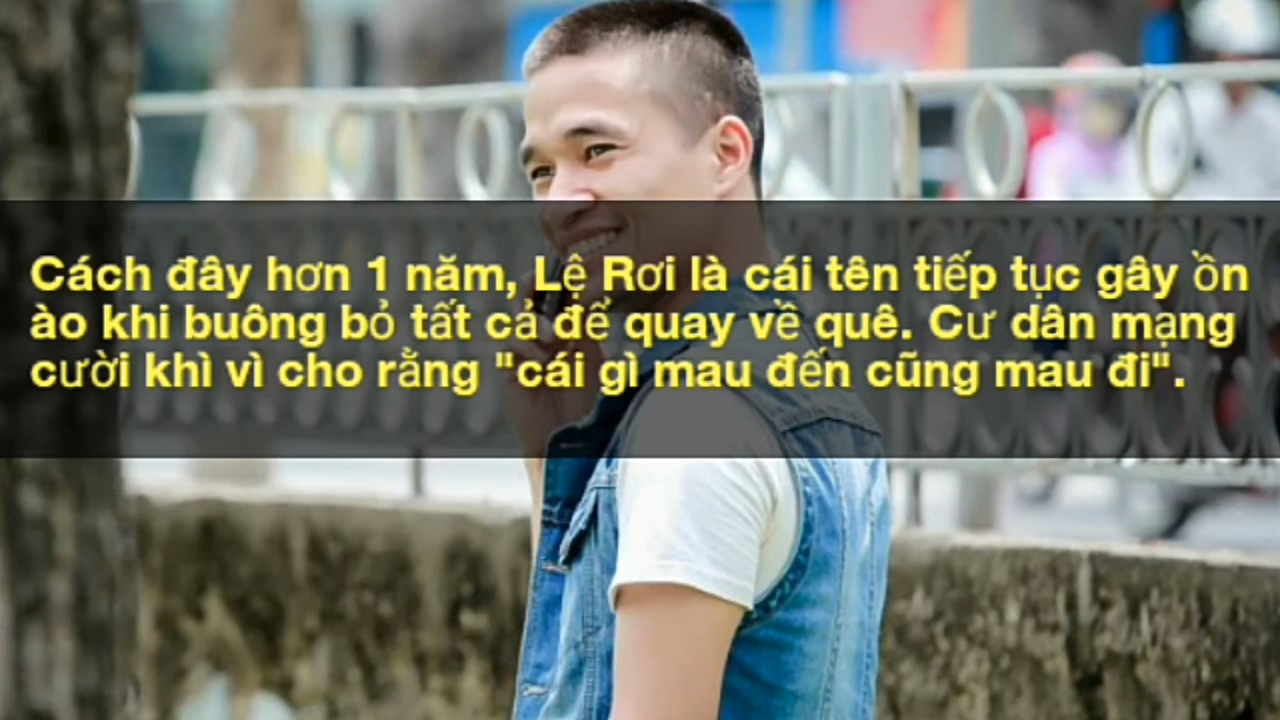 Cách đây hơn 1 năm, Lệ Rơi là cái tên tiếp tục gây ồn
ào khi buông bỏ tất cả để quay về quê. Cư dân mạng
cười khì vì cho rằng "cái gì mau đến cũng mau đi".